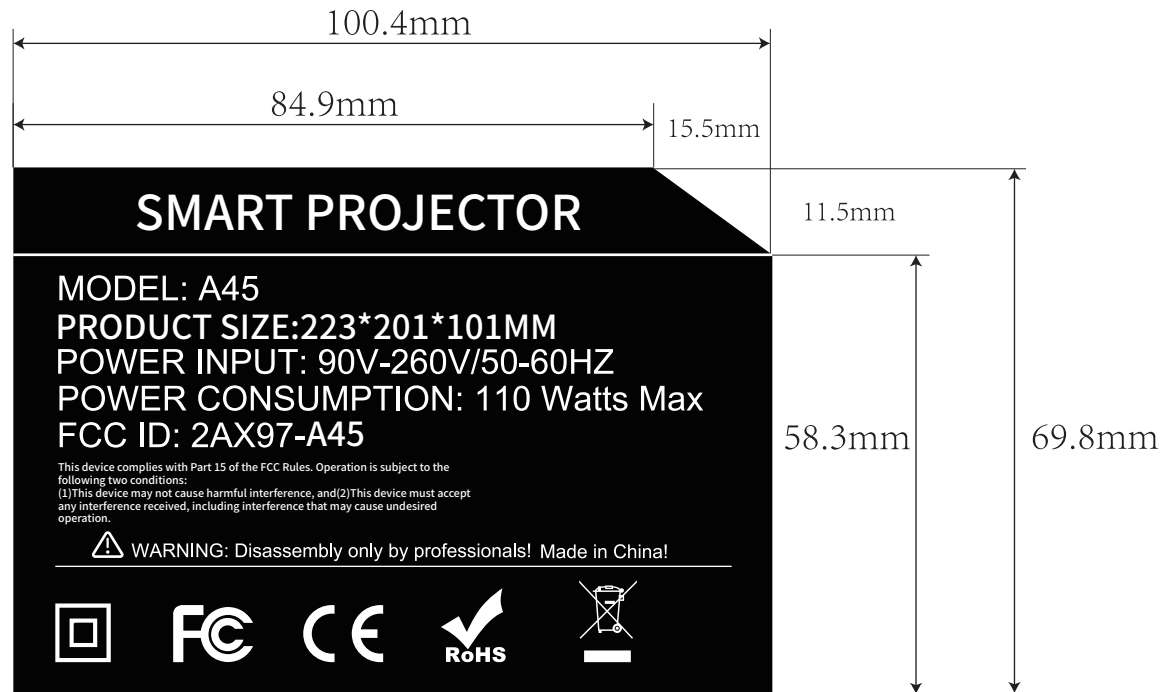 100.4mm
84.9mm
15.5mm
SMART PROJECTOR
11.5mm
MODEL: A45
PRODUCT SIZE:223*201*101MM
POWER INPUT: 90V-260V/50-60HZ
POWER CONSUMPTION: 110 Watts Max
FCC ID: 2AX97-A45
58.3mm
69.8mm
This device complies with Part 15 of the FCC Rules. Operation is subject to the
following two conditions:
(1)This device may not cause harmful interference, and(2)This device must accept
any interference received, including interference that may cause undesired
operation.
WARNING: Disassembly only by professionals! Made in China!
FC CE RoHS